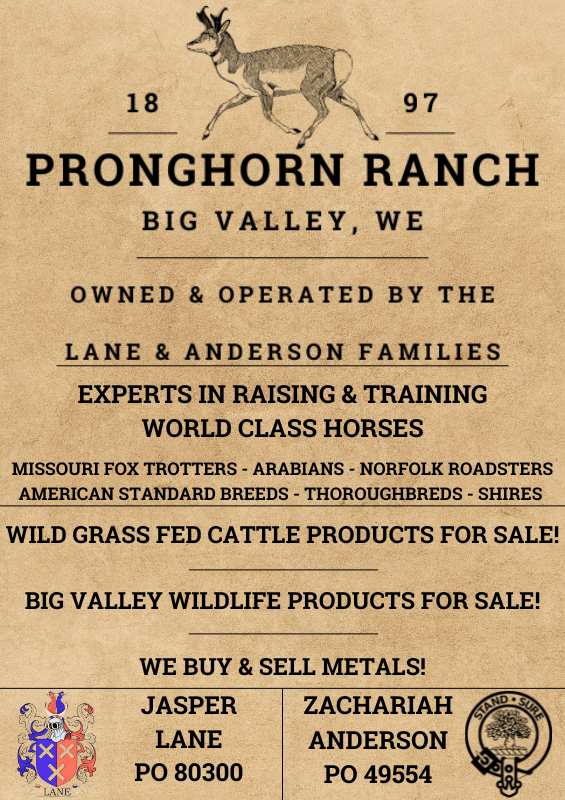 18 97
PRONGHORN RANCH
BIG VALLEY, WE
OWNED & OPERATED BY THE
LANE & ANDERSON FAMILIES
EXPERTS IN RAISING & TRAINING
WORLD CLASS HORSES
MISSOURI FOX TROTTERS - ARABIANS - NORFOLK ROADSTERS
AMERICAN STANDARD BREEDS - THOROUGHBREDS - SHIRES
WILD GRASS FED CATTLE PRODUCTS FOR SALE!
BIG VALLEY WILDLIFE PRODUCTS FOR SALE!
WE BUY & SELL METALS!
LANE
JASPER
LANE
PO 80300
ZACHARIAH
ANDERSON
PO 49554
STAND · SURE